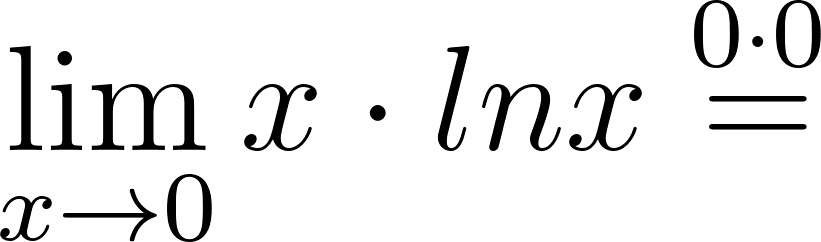 lim x→0 x · lnx =^{0·0}